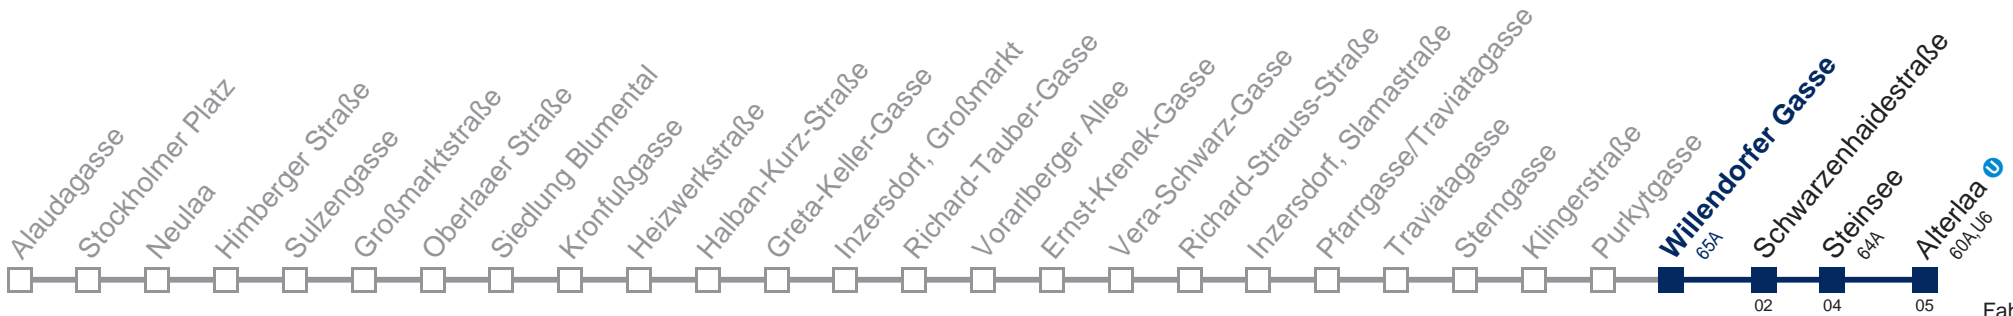 Alaudagasse
Stockholmer Platz
Neulaa
Himberger Straße
Sulzengasse
Großmarktstraße
Oberlaaer Straße
Siedlung Blumental
Kronfußgasse
Heizwerkstraße
Halban-Kurz-Straße
Greta-Keller-Gasse
Inzersdorf, Großmarkt
Richard-Tauber-Gasse
Vorarlberger Allee
Ernst-Krenek-Gasse
Vera-Schwarz-Gasse
Richard-Strauss-Straße
Inzersdorf, Slamastraße
Pfarrgasse/Traviatagasse
Traviatagasse
Sterngasse
Klingerstraße
Purkytgasse
Willendorfer Gasse
65A
Schwarzenhaidestraße
Steinsee
64A
Alterlaa U
60A, U6
02
04
05